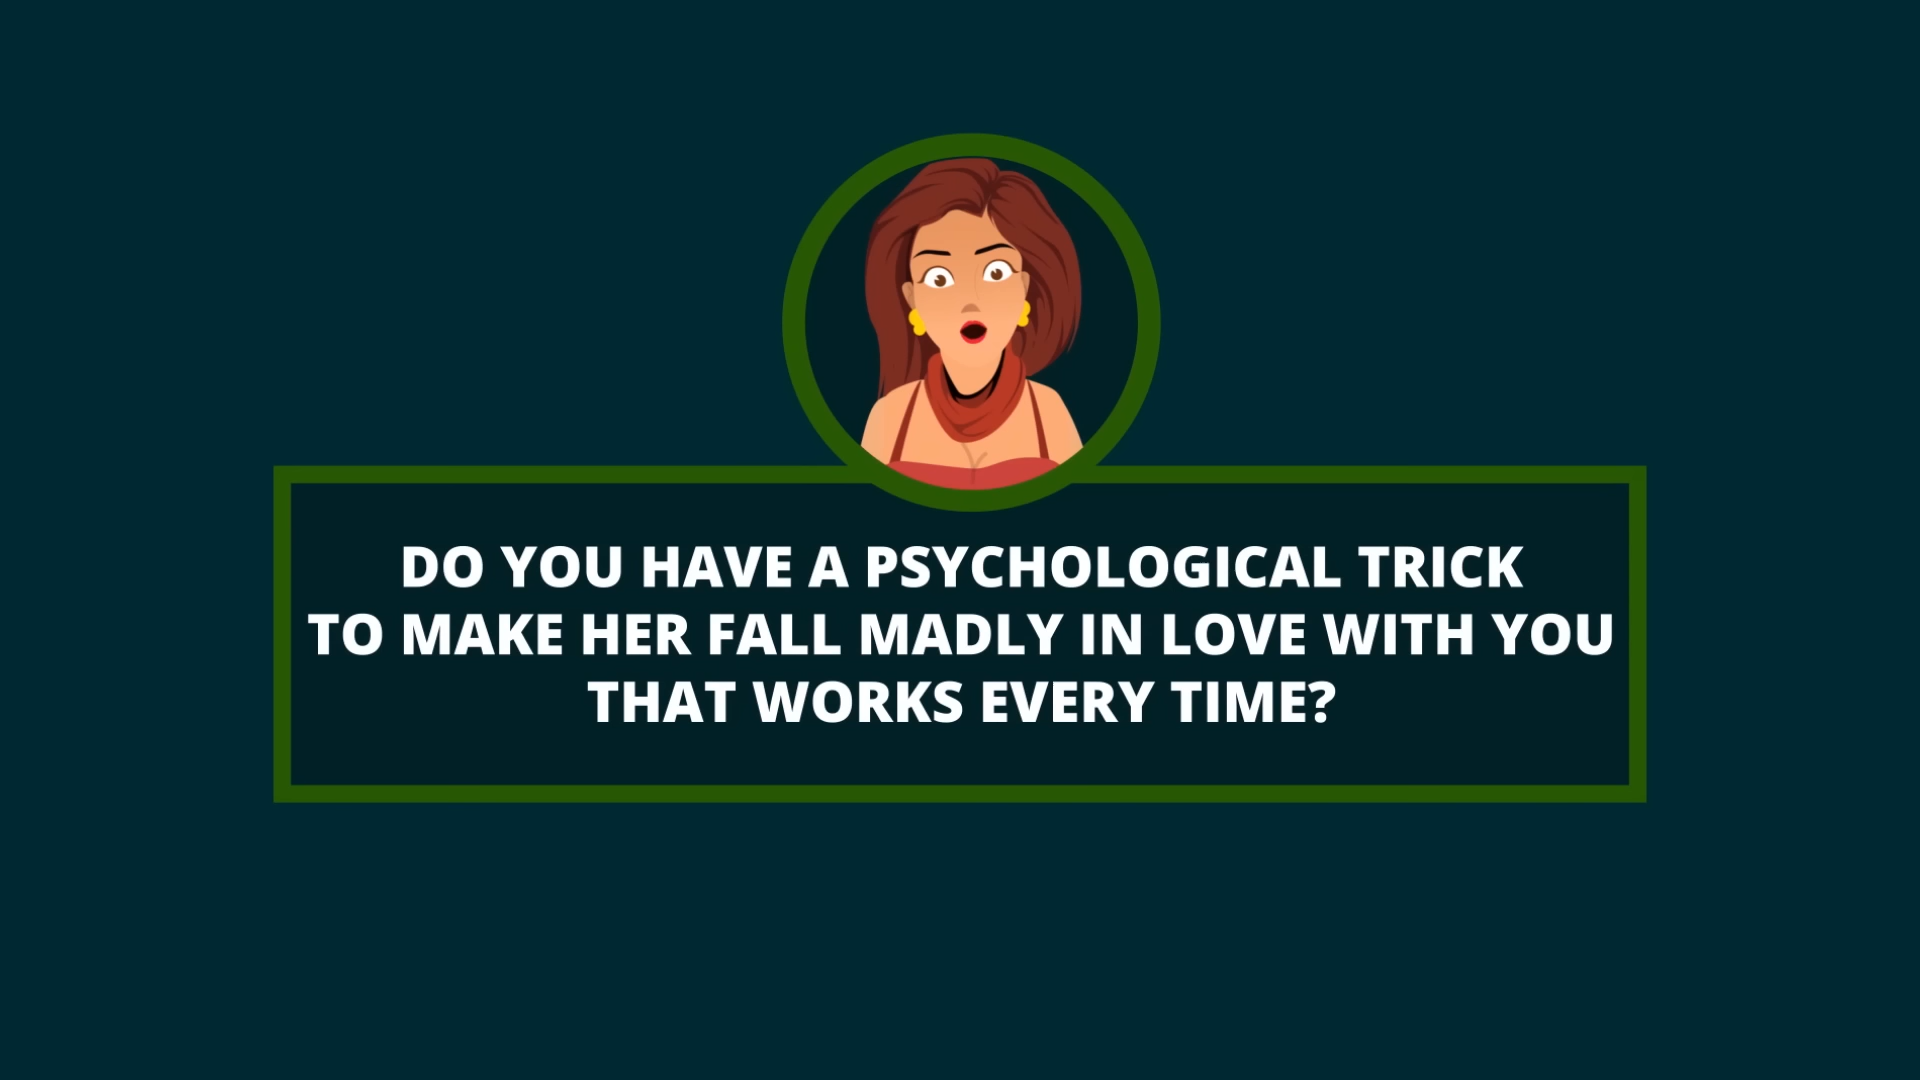 DO YOU HAVE A PSYCHOLOGICAL TRICK
TO MAKE HER FALL MADLY IN LOVE WITH YOU
THAT WORKS EVERY TIME?